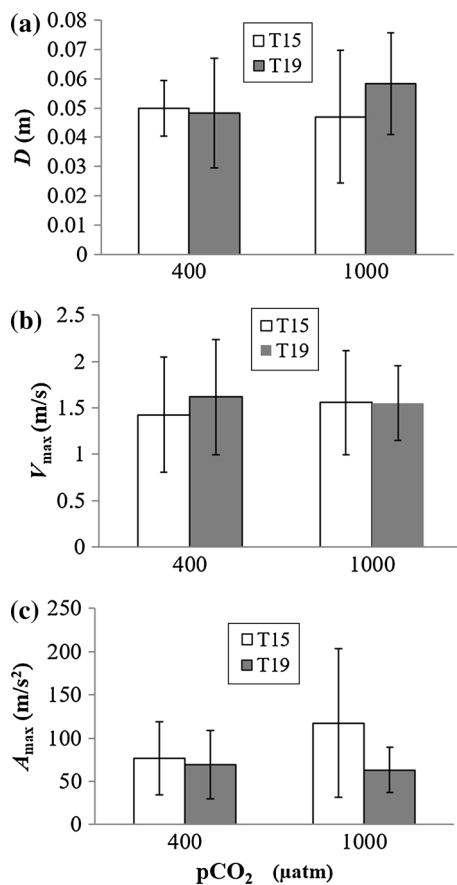 (a)
D (m)
0.08
0.07
0.06
0.05
0.04
0.03
0.02
0.01
0
T15
T19
400
1000
(b)
Vmax (m/s)
2.5
2
1.5
1
0.5
0
T15
T19
400
1000
(c)
Amax (m/s²)
250
200
150
100
50
0
T15
T19
400
1000
pCO2 (µatm)